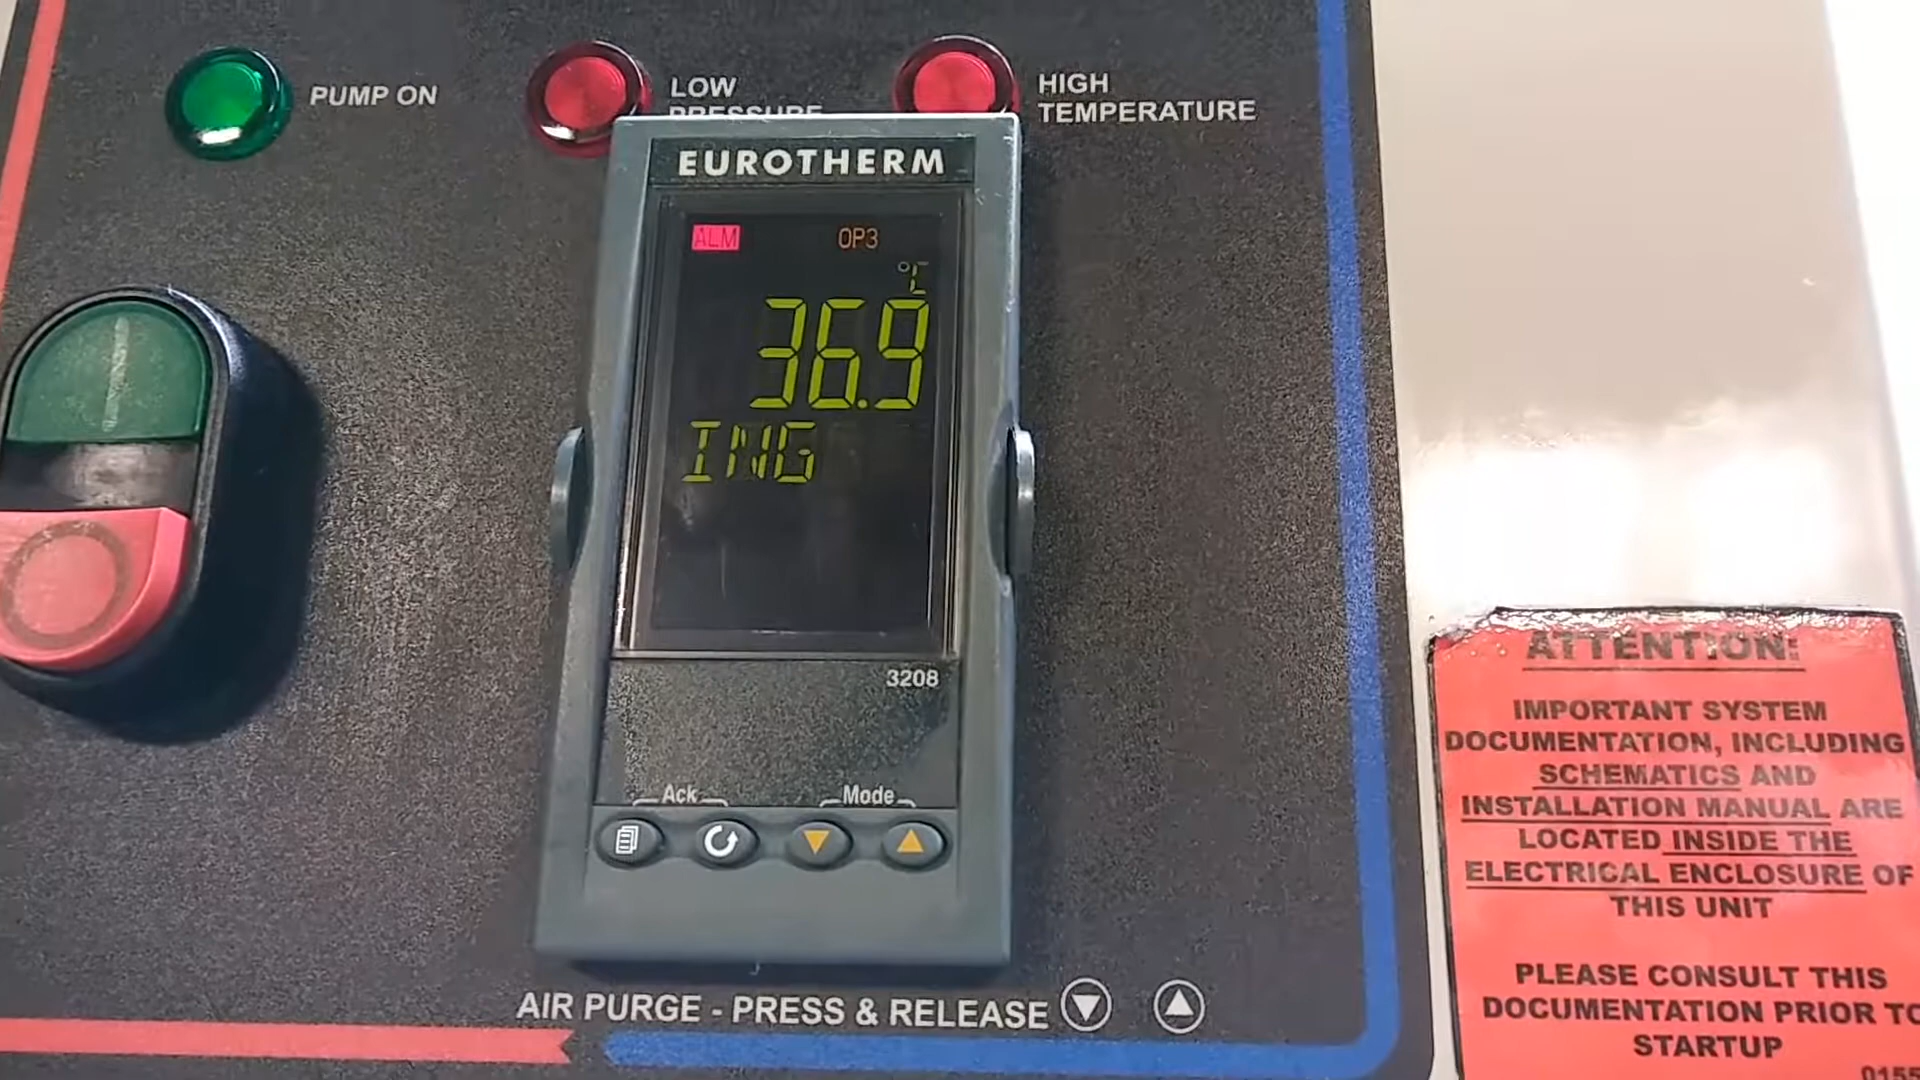 PUMP ON
LOW
PRESSURE
HIGH
TEMPERATURE
EUROTHERM
ALM OP3
°C
36.9
ING
3208
Ack Mode
AIR PURGE - PRESS & RELEASE
ATTENTION:
IMPORTANT SYSTEM
DOCUMENTATION, INCLUDING
SCHEMATICS AND
INSTALLATION MANUAL ARE
LOCATED INSIDE THE
ELECTRICAL ENCLOSURE OF
THIS UNIT
PLEASE CONSULT THIS
DOCUMENTATION PRIOR TO
STARTUP
0155